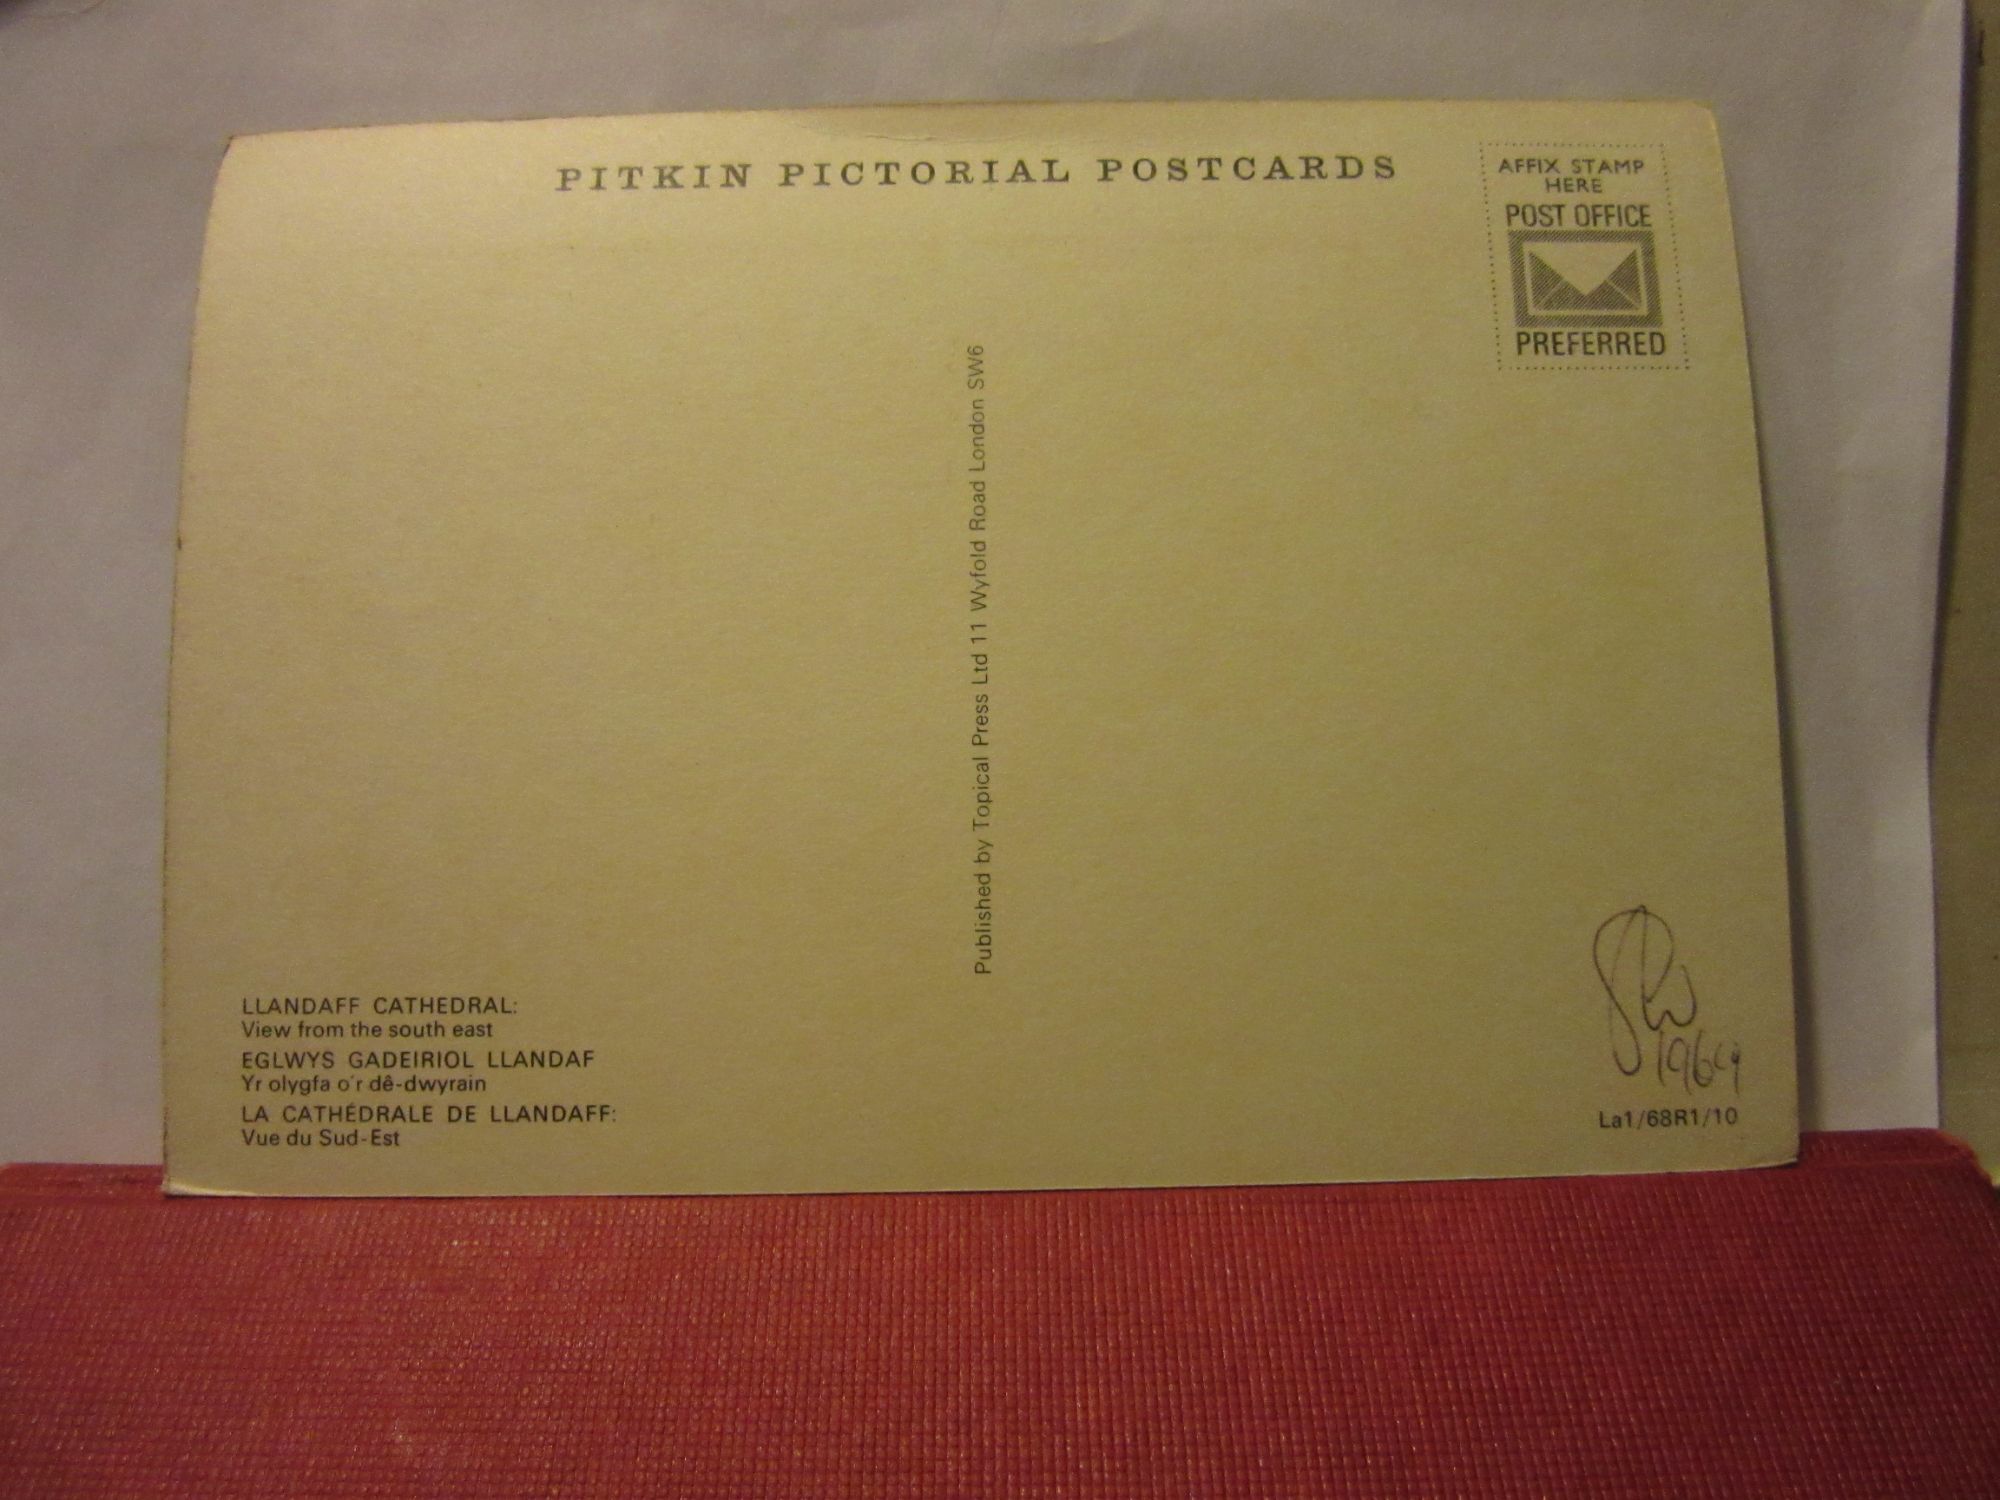 PITKIN PICTORIAL POSTCARDS
AFFIX STAMP
HERE
POST OFFICE
PREFERRED
Published by Topical Press Ltd 11 Wyfold Road London SW6
LLANDAFF CATHEDRAL:
View from the south east
EGLWYS GADEIRIOL LLANDAF
Yr olygfa o'r dê-dwyrain
LA CATHÉDRALE DE LLANDAFF:
Vue du Sud-Est
1969
La1/68R1/10